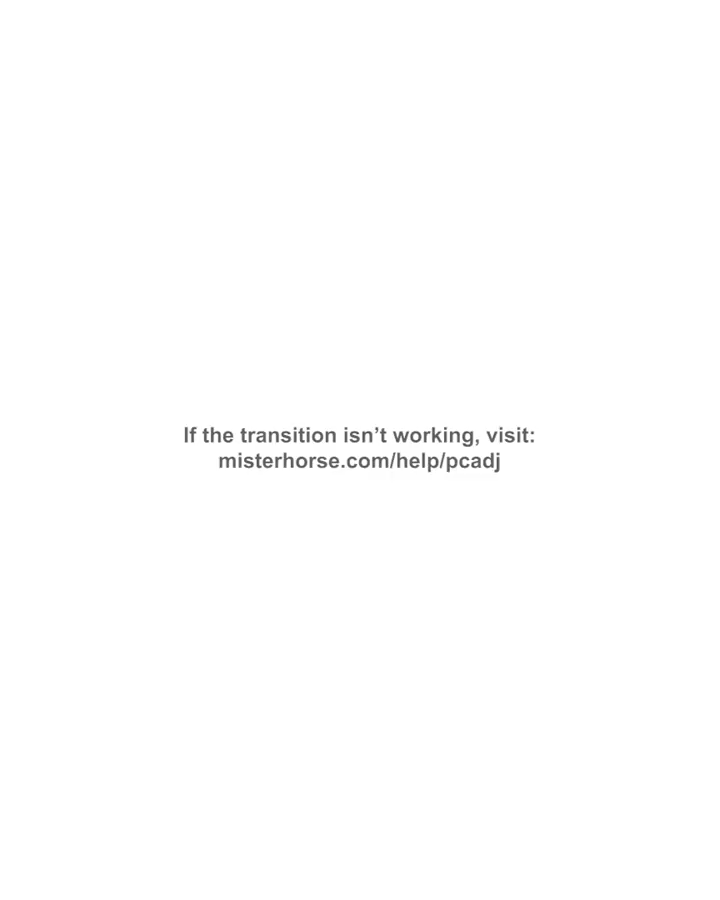 If the transition isn’t working, visit:
misterhorse.com/help/pcadj